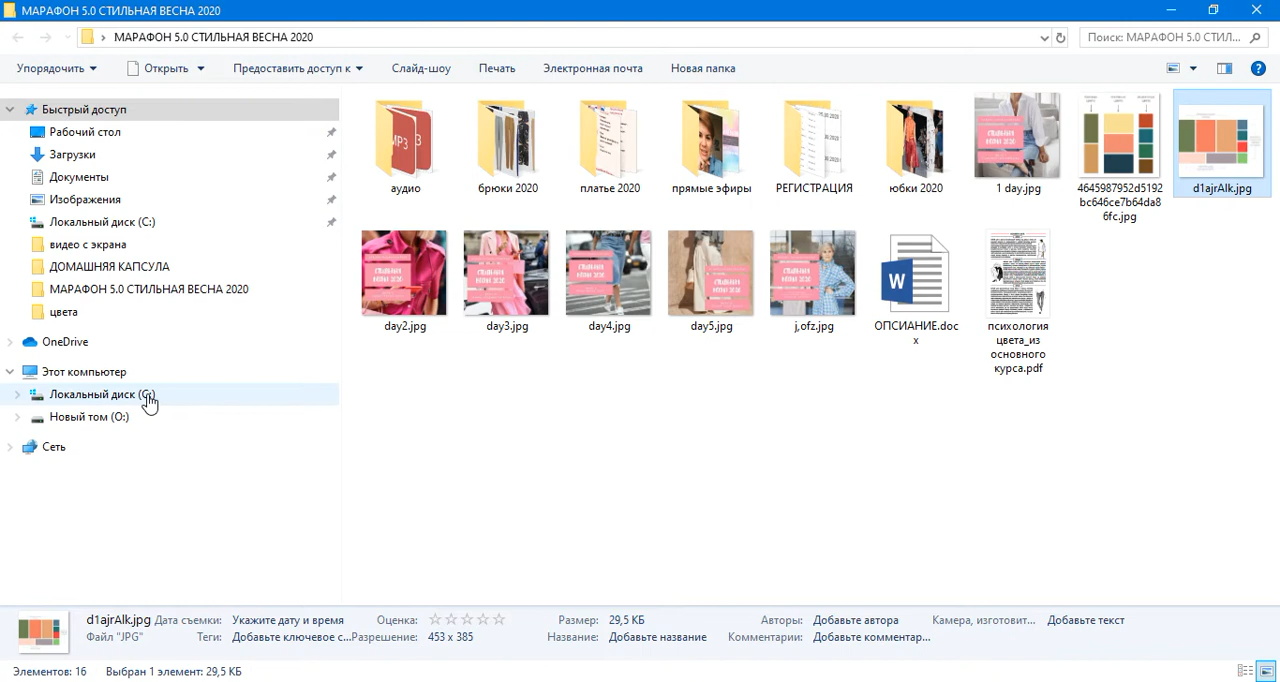 МАРАФОН 5.0 СТИЛЬНАЯ ВЕСНА 2020
МАРАФОН 5.0 СТИЛЬНАЯ ВЕСНА 2020
Поиск: МАРАФОН 5.0 СТИЛ...
Упорядочить
Открыть
Предоставить доступ к
Слайд-шоу
Печать
Электронная почта
Новая папка
Быстрый доступ
Рабочий стол
Загрузки
Документы
Изображения
Локальный диск (C:)
видео с экрана
ДОМАШНЯЯ КАПСУЛА
МАРАФОН 5.0 СТИЛЬНАЯ ВЕСНА 2020
цвета
OneDrive
Этот компьютер
Локальный диск (C:)
Новый том (O:)
Сеть
MP3
аудио
брюки 2020
платье 2020
прямые эфиры
РЕГИСТРАЦИЯ
юбки 2020
1 day.jpg
4645987952d5192
bc646ce7b64da8
6fc.jpg
d1ajrAlk.jpg
day2.jpg
day3.jpg
day4.jpg
day5.jpg
j,ofz.jpg
W
ОПСИАНИЕ.doc
x
психология
цвета_из
основного
курса.pdf
d1ajrAlk.jpg
Файл "JPG"
Дата съемки: Укажите дату и время
Теги: Добавьте ключевое с...
Оценка:
Разрешение: 453 x 385
Размер: 29,5 КБ
Название: Добавьте название
Авторы: Добавьте автора
Комментарии: Добавьте комментар...
Камера, изготовит... Добавьте текст
Элементов: 16
Выбран 1 элемент: 29,5 КБ